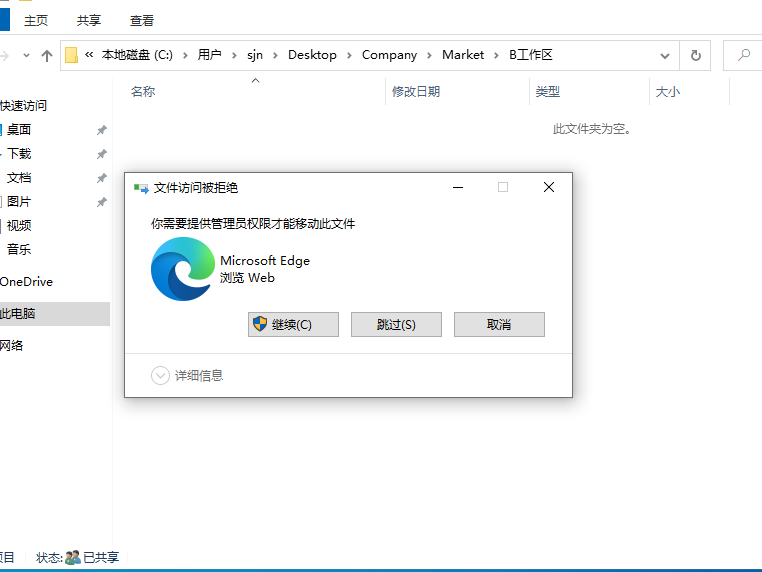 主页 共享 查看
« 本地磁盘 (C:) › 用户 › sjn › Desktop › Company › Market › B工作区
名称 修改日期 类型 大小
此文件夹为空。
快速访问
桌面
下载
文档
图片
视频
音乐
OneDrive
此电脑
网络
文件访问被拒绝
你需要提供管理员权限才能移动此文件
Microsoft Edge
浏览 Web
继续(C) 跳过(S) 取消
详细信息
项目 状态: 已共享